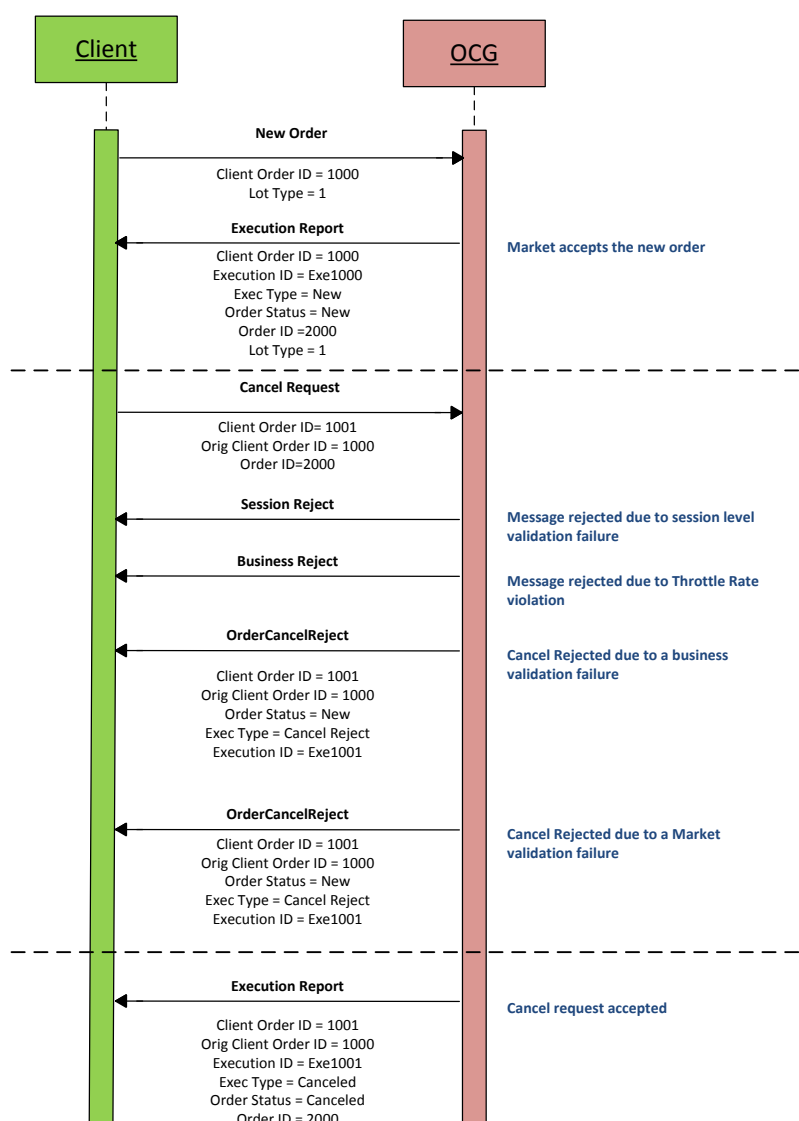 Client
OCG
New Order
Client Order ID = 1000
Lot Type = 1
Execution Report
Client Order ID = 1000
Execution ID = Exe1000
Exec Type = New
Order Status = New
Order ID =2000
Lot Type = 1
Market accepts the new order
Cancel Request
Client Order ID= 1001
Orig Client Order ID = 1000
Order ID=2000
Session Reject
Message rejected due to session level
validation failure
Business Reject
Message rejected due to Throttle Rate
violation
OrderCancelReject
Client Order ID = 1001
Orig Client Order ID = 1000
Order Status = New
Exec Type = Cancel Reject
Execution ID = Exe1001
Cancel Rejected due to a business
validation failure
OrderCancelReject
Client Order ID = 1001
Orig Client Order ID = 1000
Order Status = New
Exec Type = Cancel Reject
Execution ID = Exe1001
Cancel Rejected due to a Market
validation failure
Execution Report
Client Order ID = 1001
Orig Client Order ID = 1000
Execution ID = Exe1001
Exec Type = Canceled
Order Status = Canceled
Order ID = 2000
Cancel request accepted